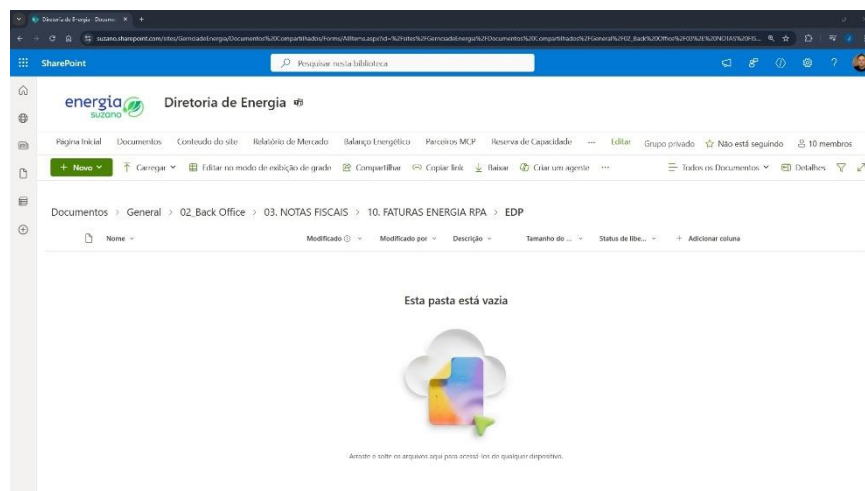 Diretoria de Energia - Docume
suzano.sharepoint.com/sites/GernciadeEnergia/Documentos%20Compartilhados/Forms/AllItems.aspx?id=%2Fsites%2FGernciadeEnergia%2FDocumentos%20Compartilhados%2FGeneral%2F02_Back%20Office%2F03%2E%20NOTAS%20FIS...
SharePoint
Pesquisar nesta biblioteca
energia
suzano
Diretoria de Energia
Página Inicial Documentos Conteúdo do site Relatório de Mercado Balanço Energético Parceiros MCP Reserva de Capacidade ... Editar Grupo privado Não está seguindo 10 membros
+ Novo Carregar Editar no modo de exibição de grade Compartilhar Copiar link Baixar Criar um agente ... Todos os Documentos Detalhes
Documentos > General > 02_Back Office > 03. NOTAS FISCAIS > 10. FATURAS ENERGIA RPA > EDP
Nome Modificado Modificado por Descrição Tamanho do ... Status de libe... + Adicionar coluna
Esta pasta está vazia
Arraste e solte os arquivos aqui para acessá-los de qualquer dispositivo.